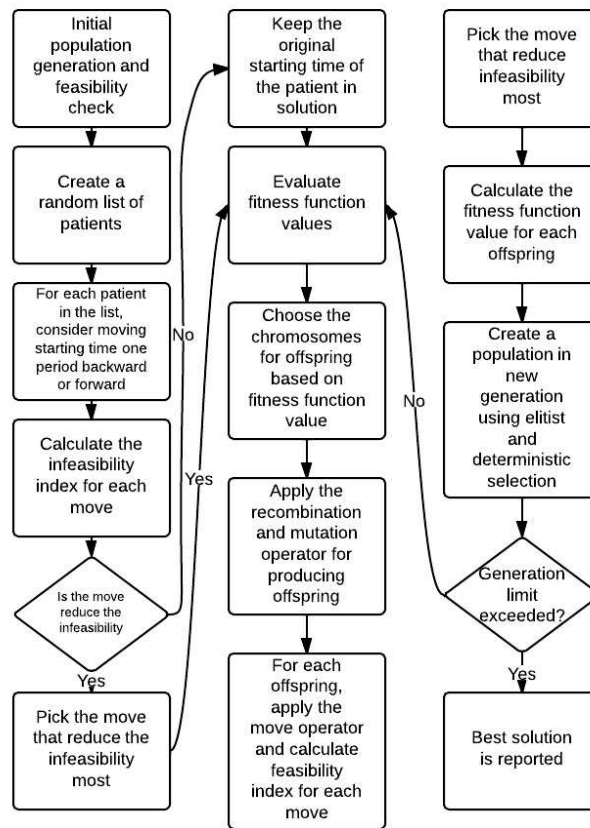 Initial
population
generation and
feasibility
check
Create a
random list of
patients
For each patient
in the list,
consider moving
starting time one
period backward
or forward
Calculate the
infeasibility
index for each
move
Is the move
reduce the
infeasibility
Yes
Pick the move
that reduce the
infeasibility
most
No
Yes
Keep the
original
starting time of
the patient in
solution
Evaluate
fitness function
values
Choose the
chromosomes
for offspring
based on
fitness function
value
Apply the
recombination
and mutation
operator for
producing
offspring
For each
offspring,
apply the
move operator
and calculate
feasibility
index for each
move
Pick the move
that reduce
infeasibility
most
Calculate the
fitness function
value for each
offspring
Create a
population in
new
generation
using elitist
and
deterministic
selection
No
Generation
limit
exceeded?
Yes
Best solution
is reported